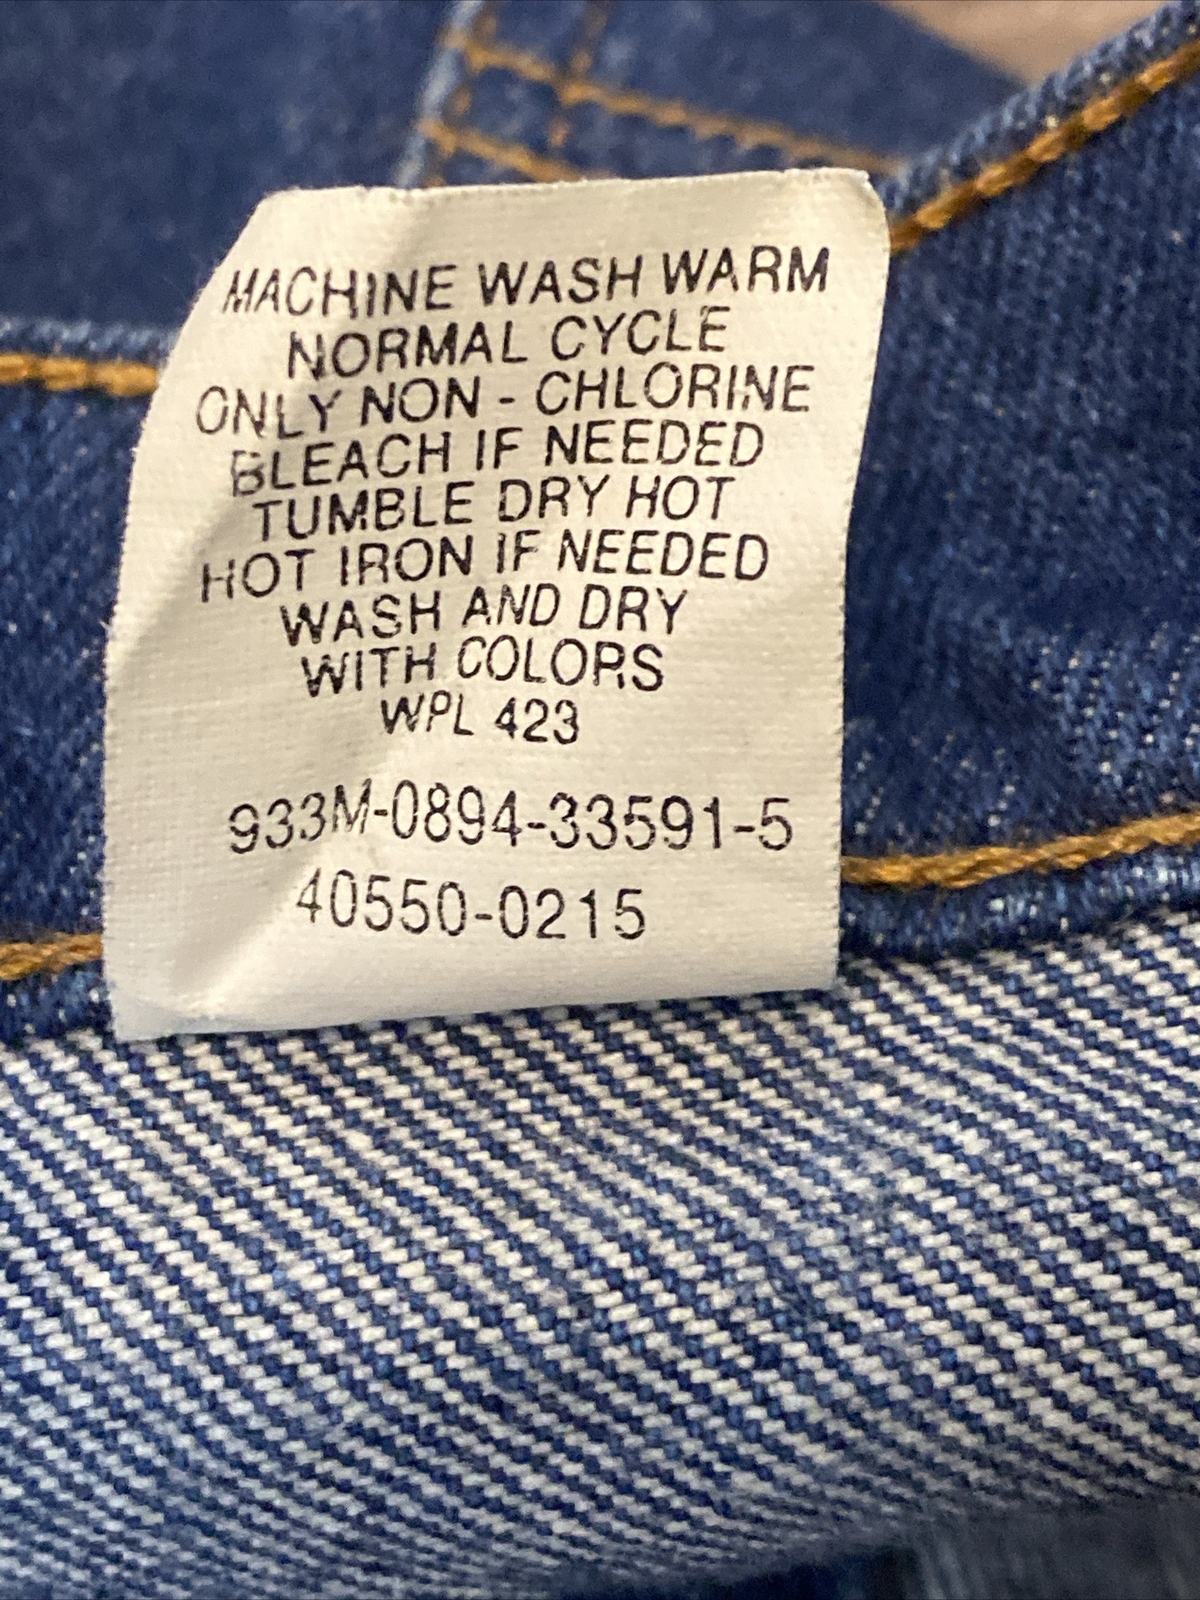 MACHINE WASH WARM
NORMAL CYCLE
ONLY NON - CHLORINE
BLEACH IF NEEDED
TUMBLE DRY HOT
HOT IRON IF NEEDED
WASH AND DRY
WITH COLORS
WPL 423
933M-0894-33591-5
40550-0215